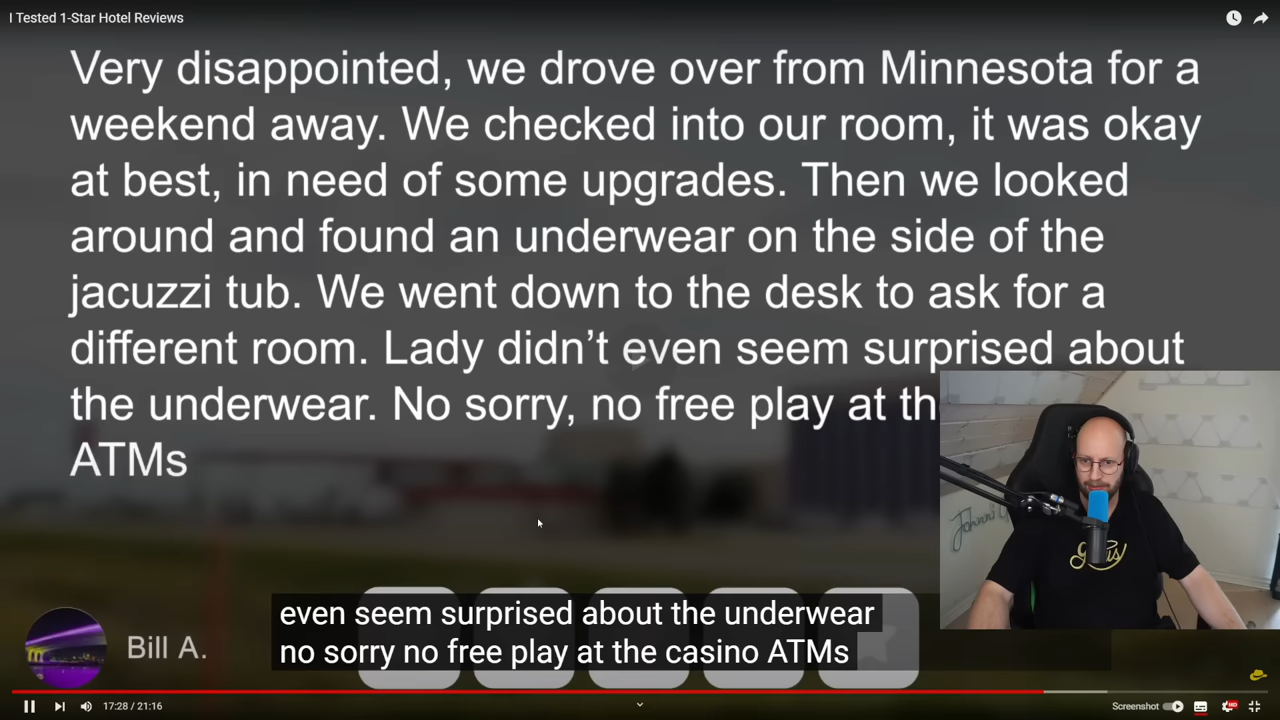 I Tested 1-Star Hotel Reviews
Very disappointed, we drove over from Minnesota for a
weekend away. We checked into our room, it was okay
at best, in need of some upgrades. Then we looked
around and found an underwear on the side of the
jacuzzi tub. We went down to the desk to ask for a
different room. Lady didn’t even seem surprised about
the underwear. No sorry, no free play at th
ATMs
even seem surprised about the underwear
no sorry no free play at the casino ATMs
Bill A.
17:28 / 21:16
Screenshot
HD